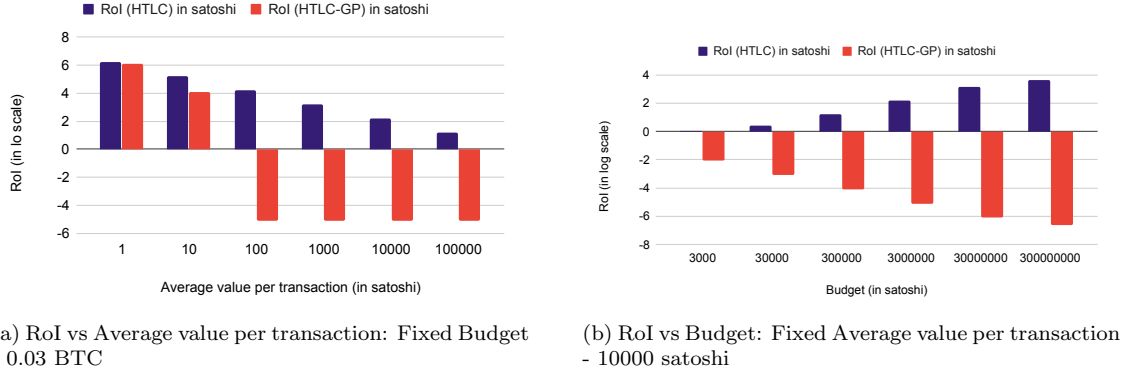 RoI (HTLC) in satoshi RoI (HTLC-GP) in satoshi
RoI (in lo scale)
8
6
4
2
0
-2
-4
-6
1 10 100 1000 10000 100000
Average value per transaction (in satoshi)
a) RoI vs Average value per transaction: Fixed Budget
0.03 BTC
RoI (HTLC) in satoshi RoI (HTLC-GP) in satoshi
RoI (in log scale)
4
2
0
-2
-4
-6
-8
3000 30000 300000 3000000 30000000 300000000
Budget (in satoshi)
(b) RoI vs Budget: Fixed Average value per transaction
- 10000 satoshi